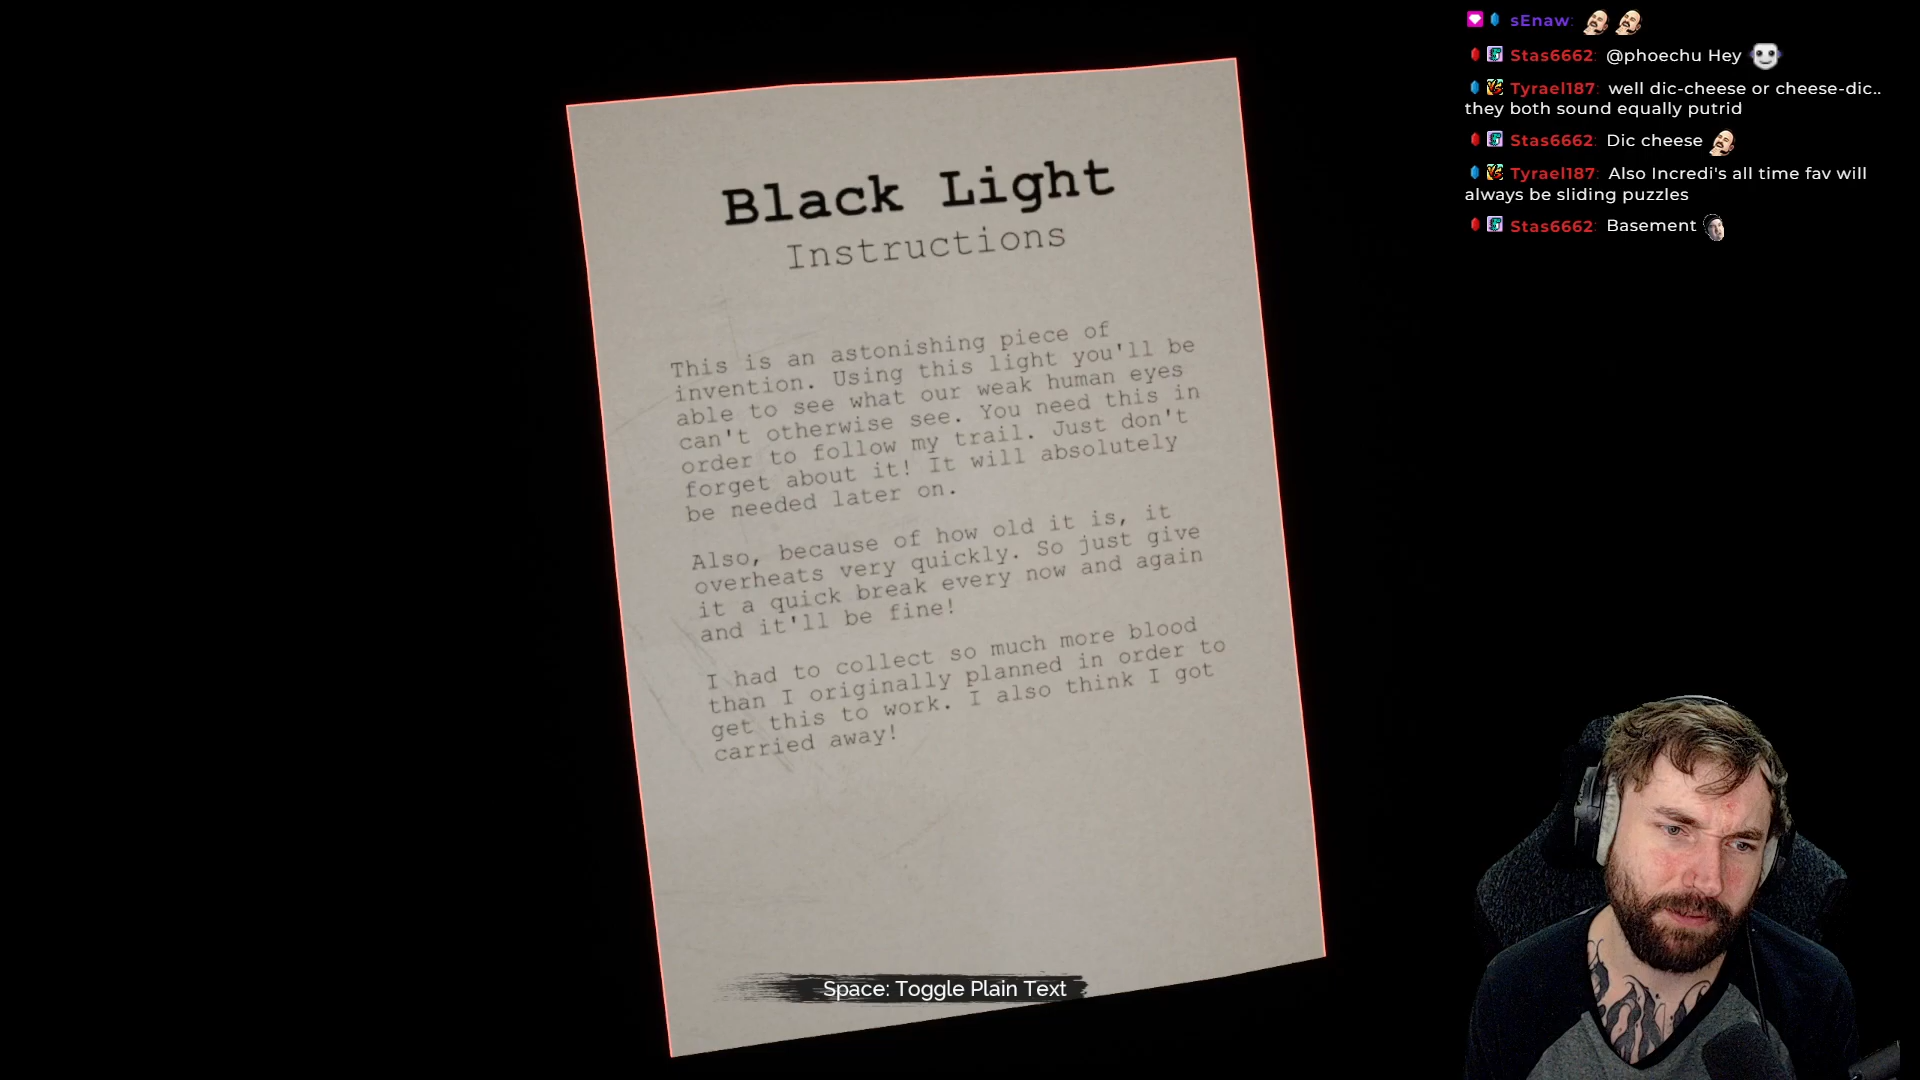 Black Light
Instructions
This is an astonishing piece of
invention. Using this light you'll be
able to see what our weak human eyes
can't otherwise see. You need this in
order to follow my trail. Just don't
forget about it! It will absolutely
be needed later on.
Also, because of how old it is, it
overheats very quickly. So just give
it a quick break every now and again
and it'll be fine!
I had to collect so much more blood
than I originally planned in order to
get this to work. I also think I got
carried away!
Space: Toggle Plain Text
sEnaw:
Stas6662: @phoechu Hey
Tyrael187: well dic-cheese or cheese-dic..
they both sound equally putrid
Stas6662: Dic cheese
Tyrael187: Also Incredi's all time fav will
always be sliding puzzles
Stas6662: Basement